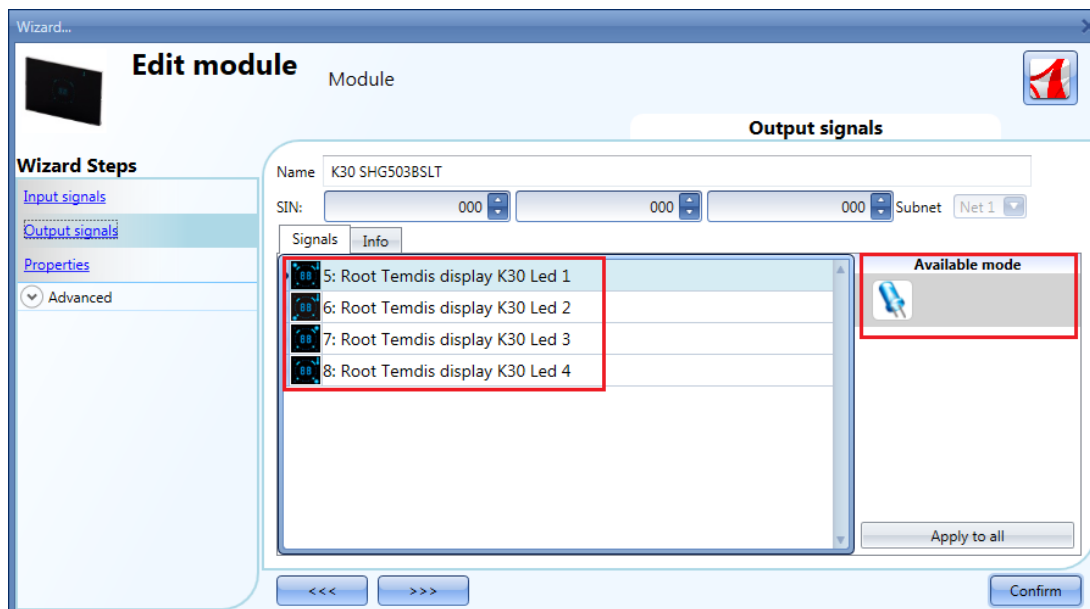 Wizard...
Edit module
Module
Output signals
Wizard Steps
Input signals
Output signals
Properties
Advanced
Name K30 SHG503BSLT
SIN: 000 000 000 Subnet Net 1
Signals Info
5: Root Temdis display K30 Led 1
6: Root Temdis display K30 Led 2
7: Root Temdis display K30 Led 3
8: Root Temdis display K30 Led 4
Available mode
Apply to all
<<< >>> Confirm